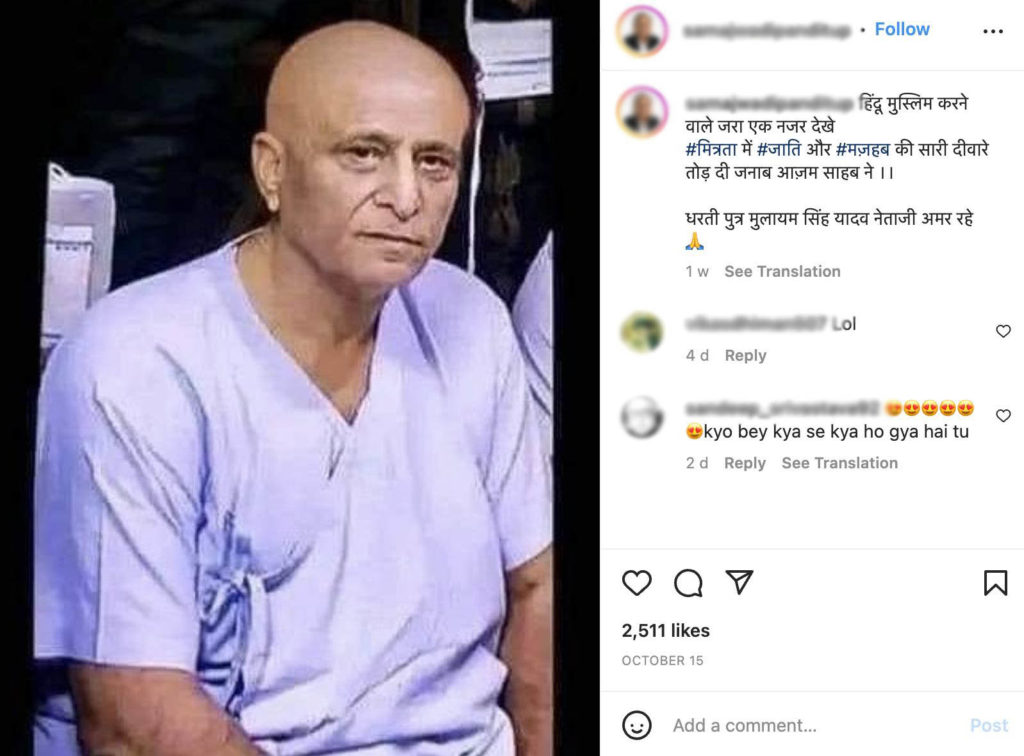 Follow
हिंदू मुस्लिम करने
वाले जरा एक नजर देखे
#मित्रता में #जाति और #मज़हब की सारी दीवारे
तोड़ दी जनाब आज़म साहब ने ।।
धरती पुत्र मुलायम सिंह यादव नेताजी अमर रहे
🙏
1 w See Translation
Lol
4 d Reply
😍😍😍😍😍
😍kyo bey kya se kya ho gya hai tu
2 d Reply See Translation
2,511 likes
OCTOBER 15
Add a comment...
Post